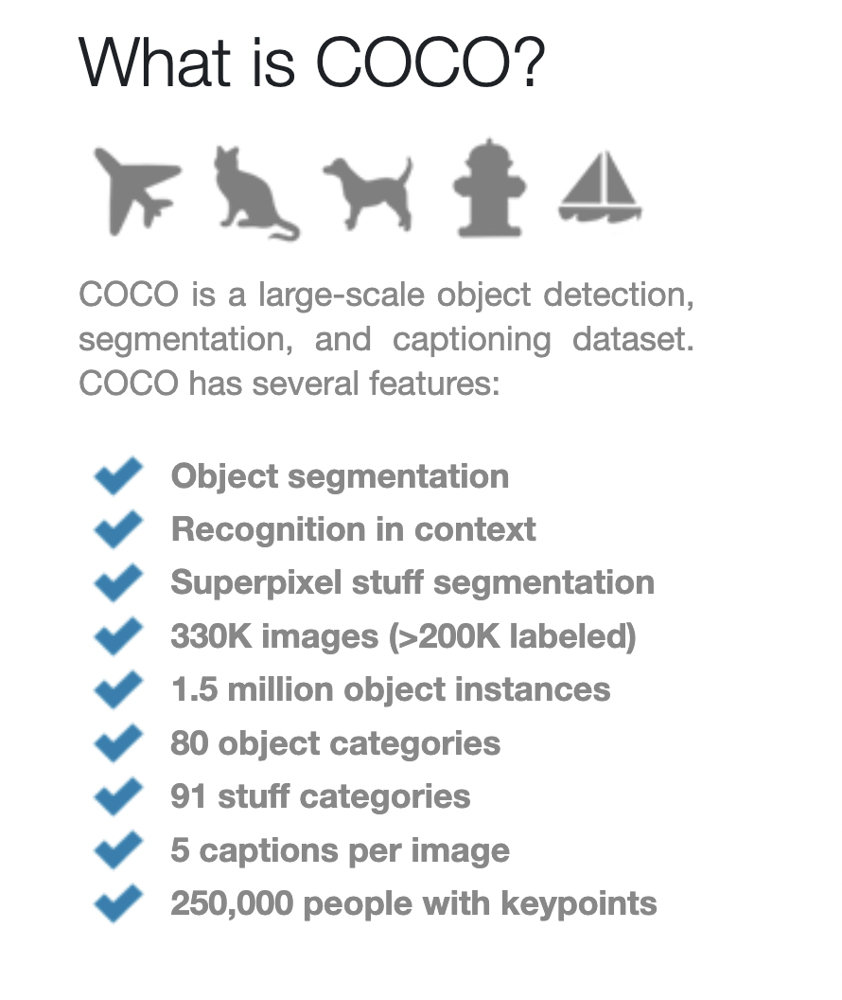 What is COCO?
COCO is a large-scale object detection,
segmentation, and captioning dataset.
COCO has several features:
Object segmentation
Recognition in context
Superpixel stuff segmentation
330K images (>200K labeled)
1.5 million object instances
80 object categories
91 stuff categories
5 captions per image
250,000 people with keypoints